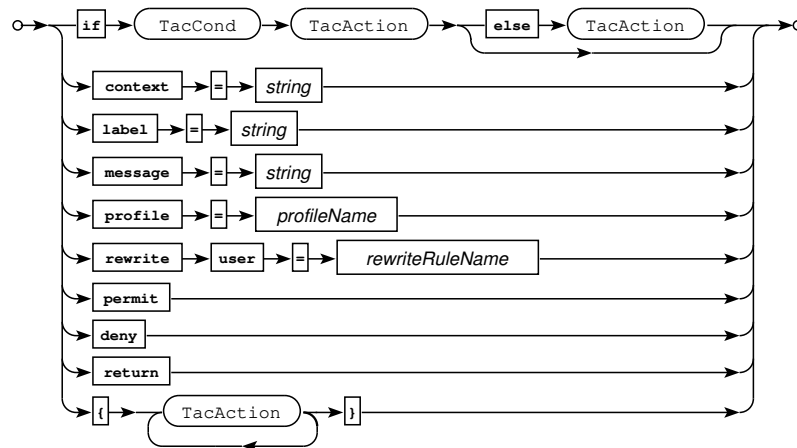 if TacCond TacAction else TacAction
context = string
label = string
message = string
profile = profileName
rewrite user = rewriteRuleName
permit
deny
return
{ TacAction }